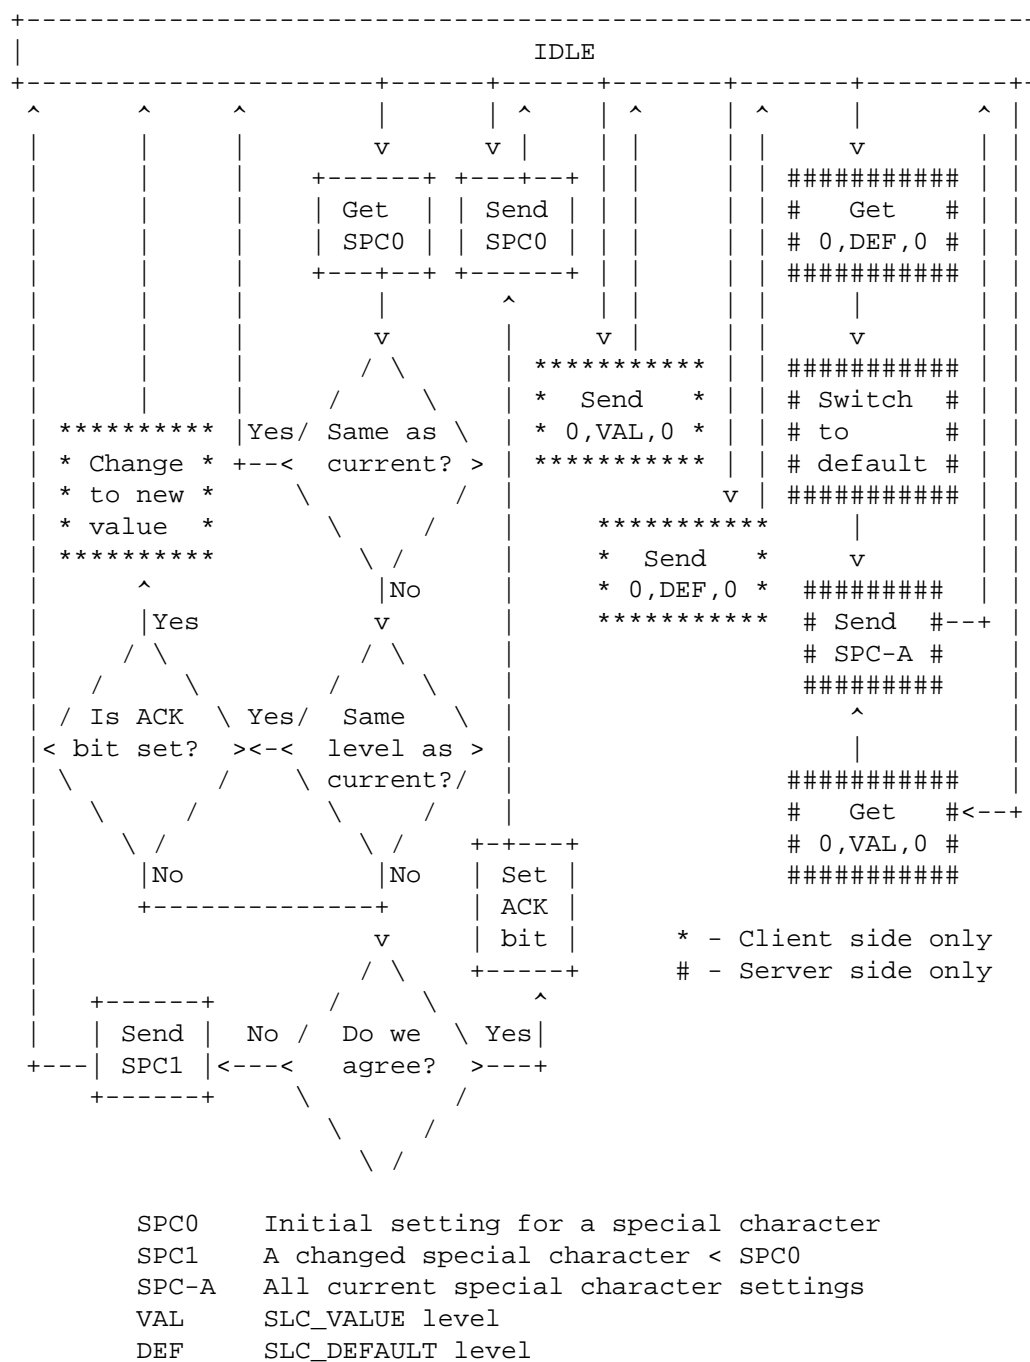 IDLE
Get SPC0
Send SPC0
Get 0,DEF,0
Send 0,VAL,0
Switch to default
Same as current?
Yes
No
Change to new value
Send 0,DEF,0
Send SPC-A
Yes
Is ACK bit set?
Yes
Same level as current?
Get 0,VAL,0
No
No
Set ACK bit
* - Client side only
# - Server side only
Send SPC1
No
Do we agree?
Yes
SPC0 Initial setting for a special character
SPC1 A changed special character < SPC0
SPC-A All current special character settings
VAL SLC_VALUE level
DEF SLC_DEFAULT level